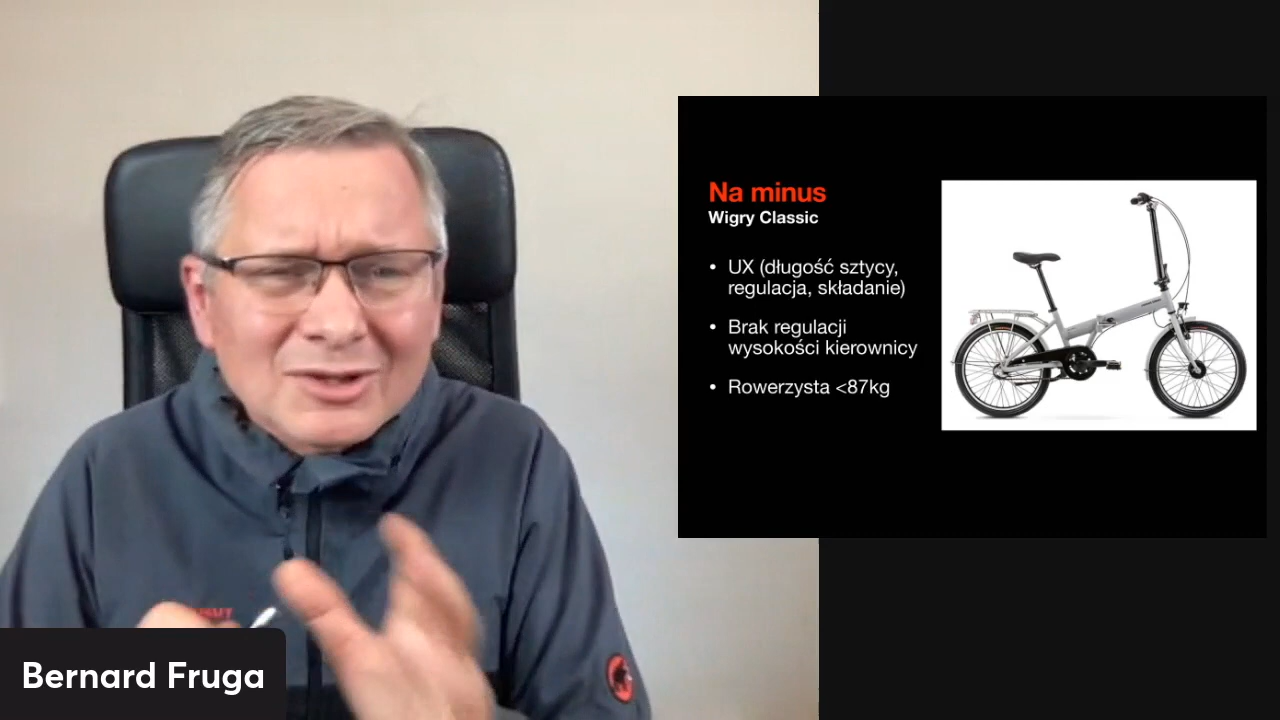 Na minus
Wigry Classic
• UX (długość sztycy,
regulacja, składanie)
• Brak regulacji
wysokości kierownicy
• Rowerzysta <87kg
Bernard Fruga